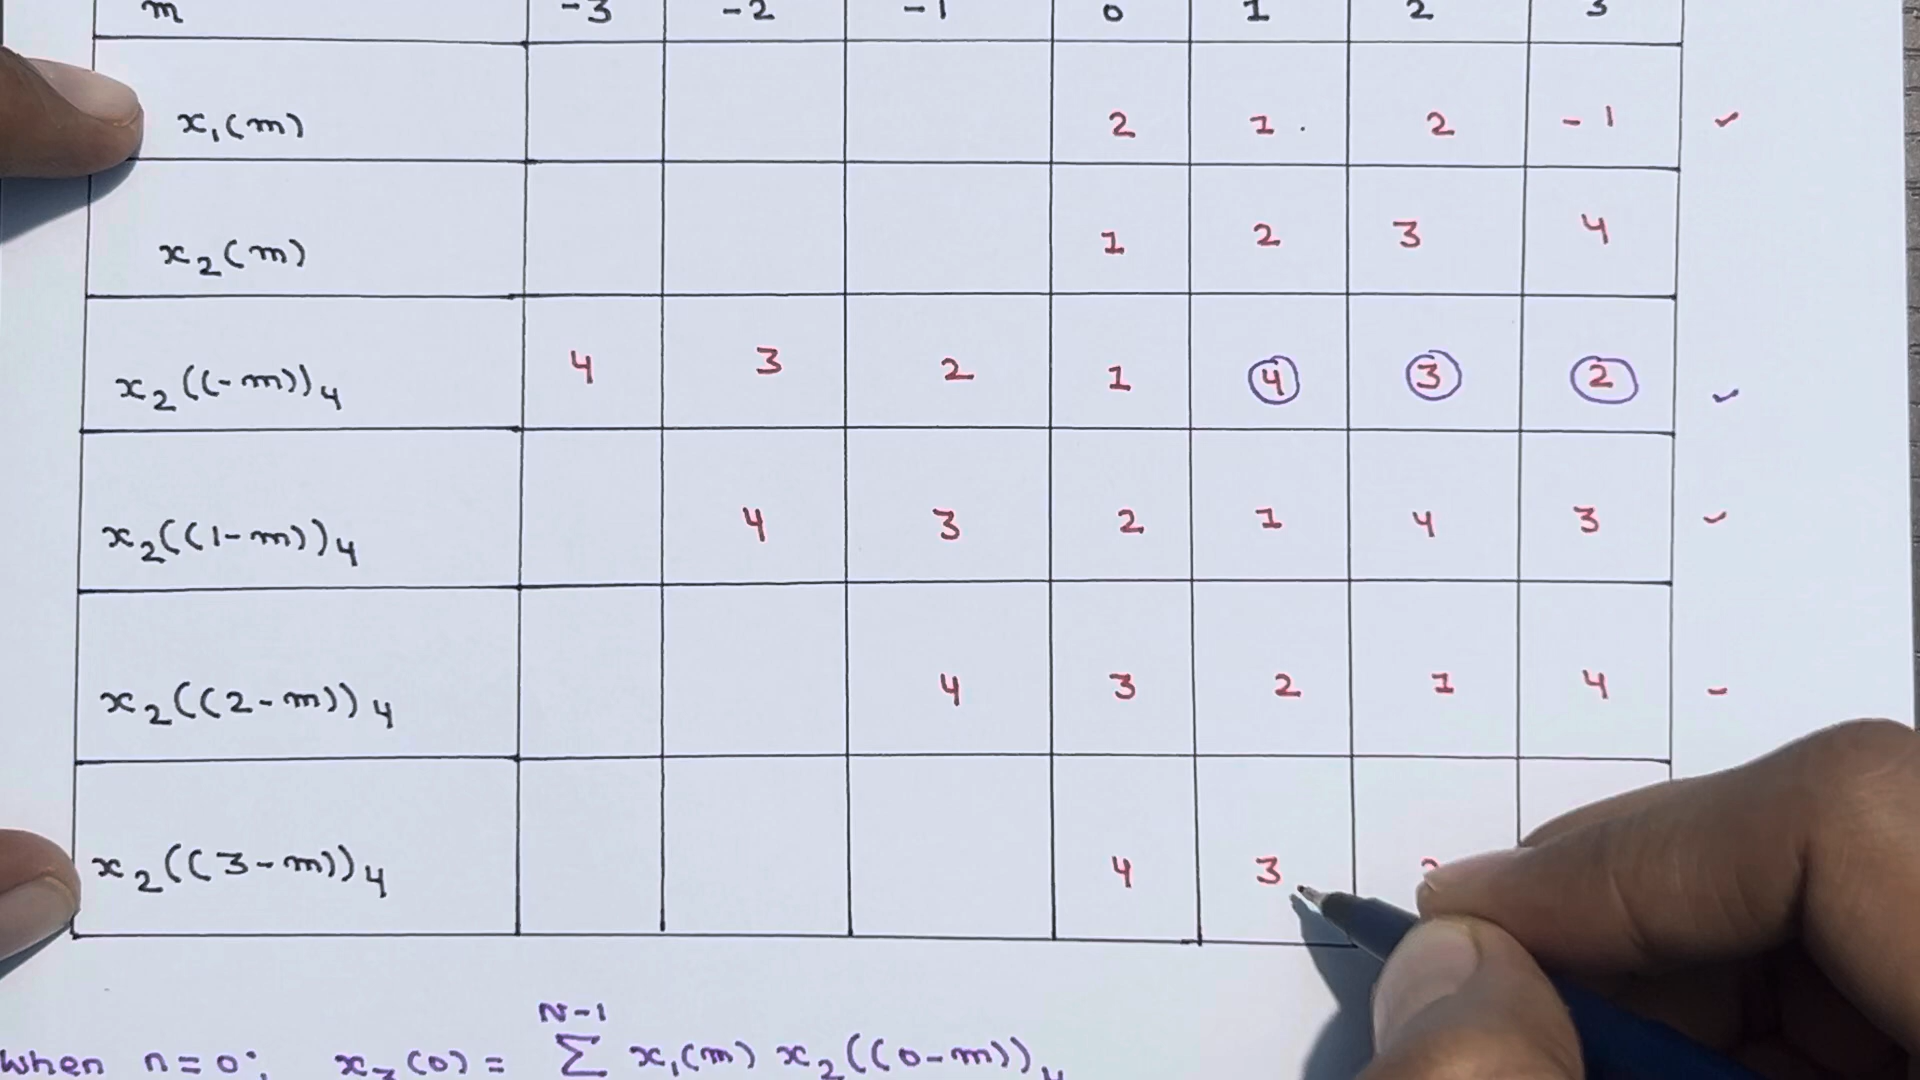 m -3 -2 -1 0 1 2 3
x₁(m) 2 1 2 -1
x₂(m) 1 2 3 4
x₂((-m))₄ 4 3 2 1 4 3 2
x₂((1-m))₄ 4 3 2 1 4 3
x₂((2-m))₄ 4 3 2 1 4
x₂((3-m))₄ 4 3
N-1
When n=0; x₃(0) = Σ x₁(m) x₂((0-m))₄